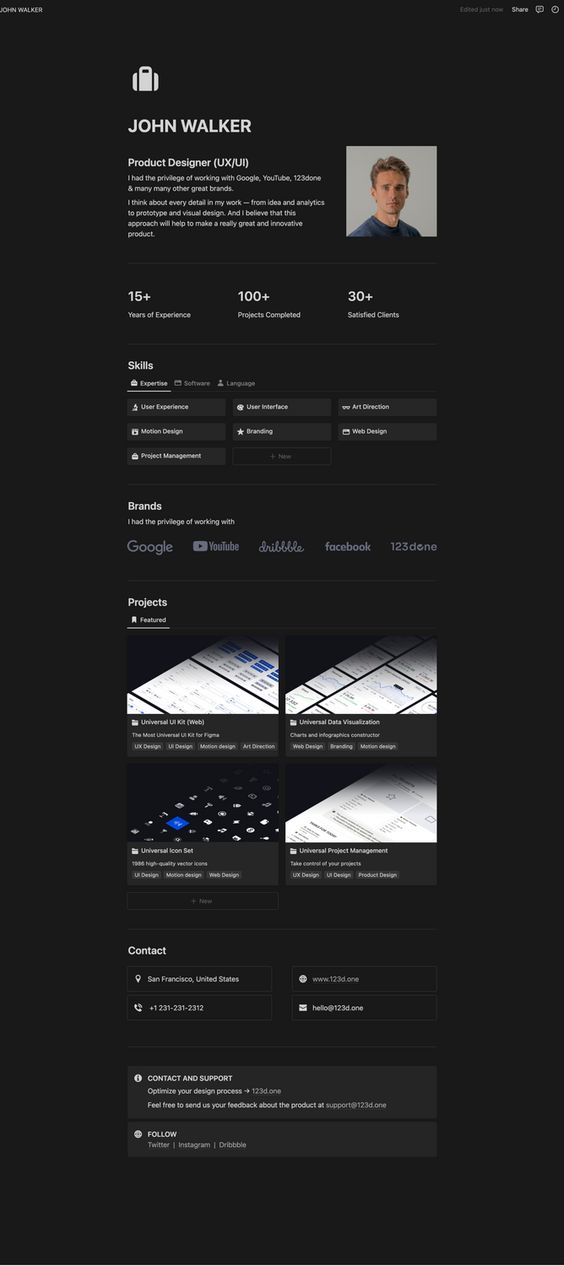 JOHN WALKER
Edited just now Share
JOHN WALKER
Product Designer (UX/UI)
I had the privilege of working with Google, YouTube, 123done
& many many other great brands.
I think about every detail in my work — from idea and analytics
to prototype and visual design. And I believe that this
approach will help to make a really great and innovative
product.
15+ 100+ 30+
Years of Experience Projects Completed Satisfied Clients
Skills
Expertise Software Language
User Experience User Interface Art Direction
Motion Design Branding Web Design
Project Management + New
Brands
I had the privilege of working with
Google YouTube dribbble facebook 123done
Projects
Featured
Universal UI Kit (Web)
The Most Universal UI Kit for Figma
UX Design UI Design Motion design Art Direction
Universal Data Visualization
Charts and infographics constructor
Web Design Branding Motion design
Universal Icon Set
1986 high-quality vector icons
UI Design Motion design Web Design
THINGS FOR TODAY
Universal Project Management
Take control of your projects
UX Design UI Design Product Design
+ New
Contact
San Francisco, United States www.123d.one
+1 231-231-2312 hello@123d.one
CONTACT AND SUPPORT
Optimize your design process → 123d.one
Feel free to send us your feedback about the product at support@123d.one
FOLLOW
Twitter | Instagram | Dribbble